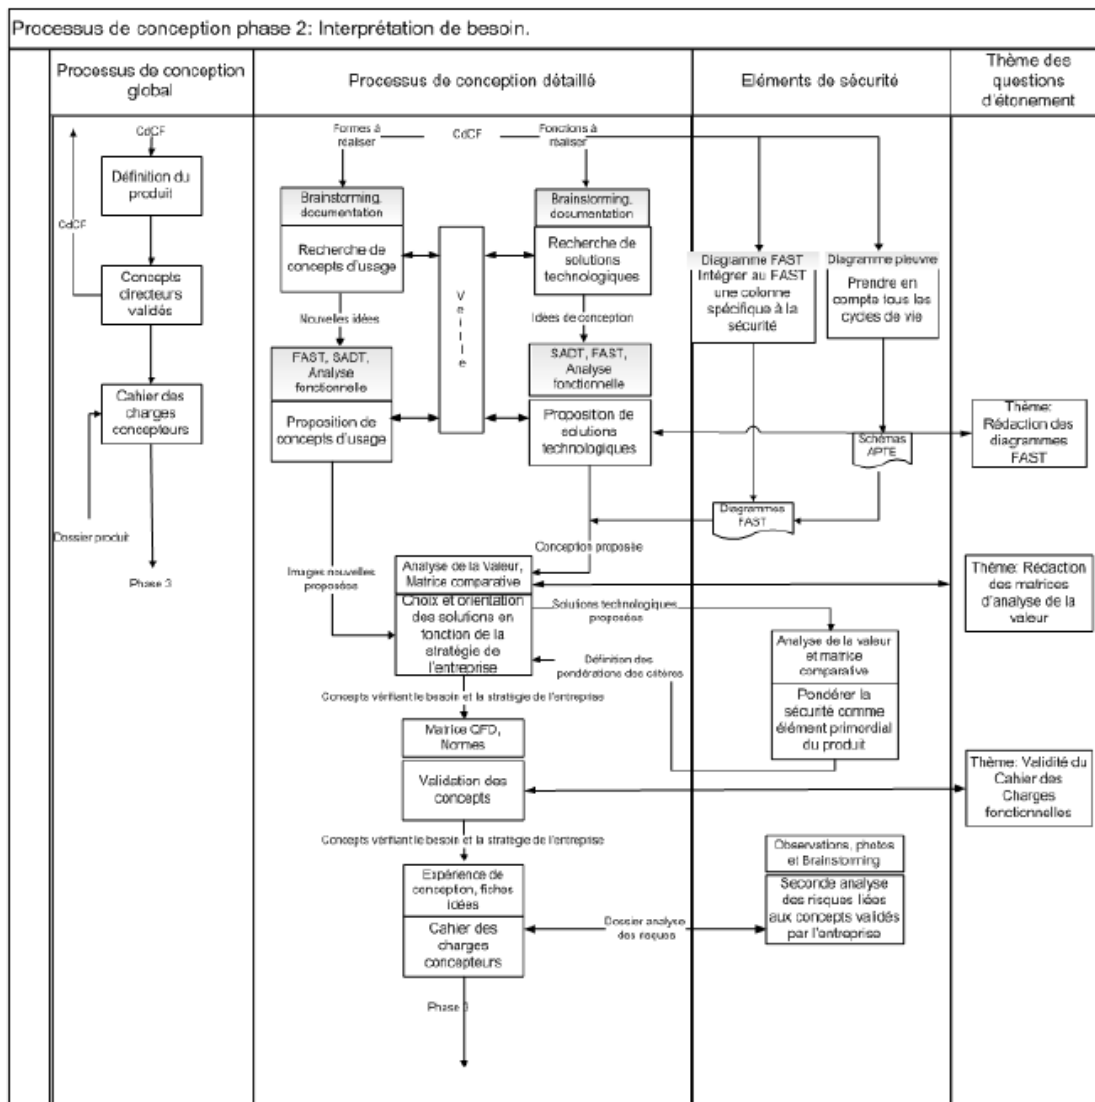 Processus de conception phase 2: Interprétation de besoin.
Processus de conception
global
Processus de conception détaillé
Eléments de sécurité
Thème des
questions
d'étonement
CdCF
Définition du
produit
CdCF
Concepts
directeurs
validés
Cahier des
charges
concepteurs
Dossier produit
Phase 3
Formes à
réaliser
CdCF
Fonctions à
réaliser
Brainstorming,
documentation
Recherche de
concepts d'usage
Nouvelles idées
FAST, SADT,
Analyse
fonctionnelle
Proposition de
concepts d'usage
Veille
Brainstorming,
documentation
Recherche de
solutions
technologiques
Idées de conception
SADT, FAST,
Analyse
fonctionnelle
Proposition de
solutions
technologiques
Conception proposée
Images nouvelles
proposées
Analyse de la Valeur,
Matrice comparative
Choix et orientation
des solutions en
fonction de la
stratégie de
l'entreprise
Solutions technologiques
proposées
Définition des
pondérations des critères
Concepts vérifiant le besoin et la stratégie de l'entreprise
Matrice QFD,
Normes
Validation des
concepts
Concepts vérifiant le besoin et la stratégie de l'entreprise
Expérience de
conception, fiches
idées
Cahier des
charges
concepteurs
Dossier analyse
des risques
Phase 3
Diagramme FAST
Intégrer au FAST
une colonne
spécifique à la
sécurité
Diagramme pieuvre
Prendre en
compte tous les
cycles de vie
Schémas
APTE
Diagrammes
FAST
Analyse de la valeur
et matrice
comparative
Pondérer la
sécurité comme
élément primordial
du produit
Observations, photos
et Brainstorming
Seconde analyse
des risques liées
aux concepts validés
par l'entreprise
Thème:
Rédaction des
diagrammes
FAST
Thème: Rédaction
des matrices
d'analyse de la
valeur
Thème: Validité du
Cahier des
Charges
fonctionnelles